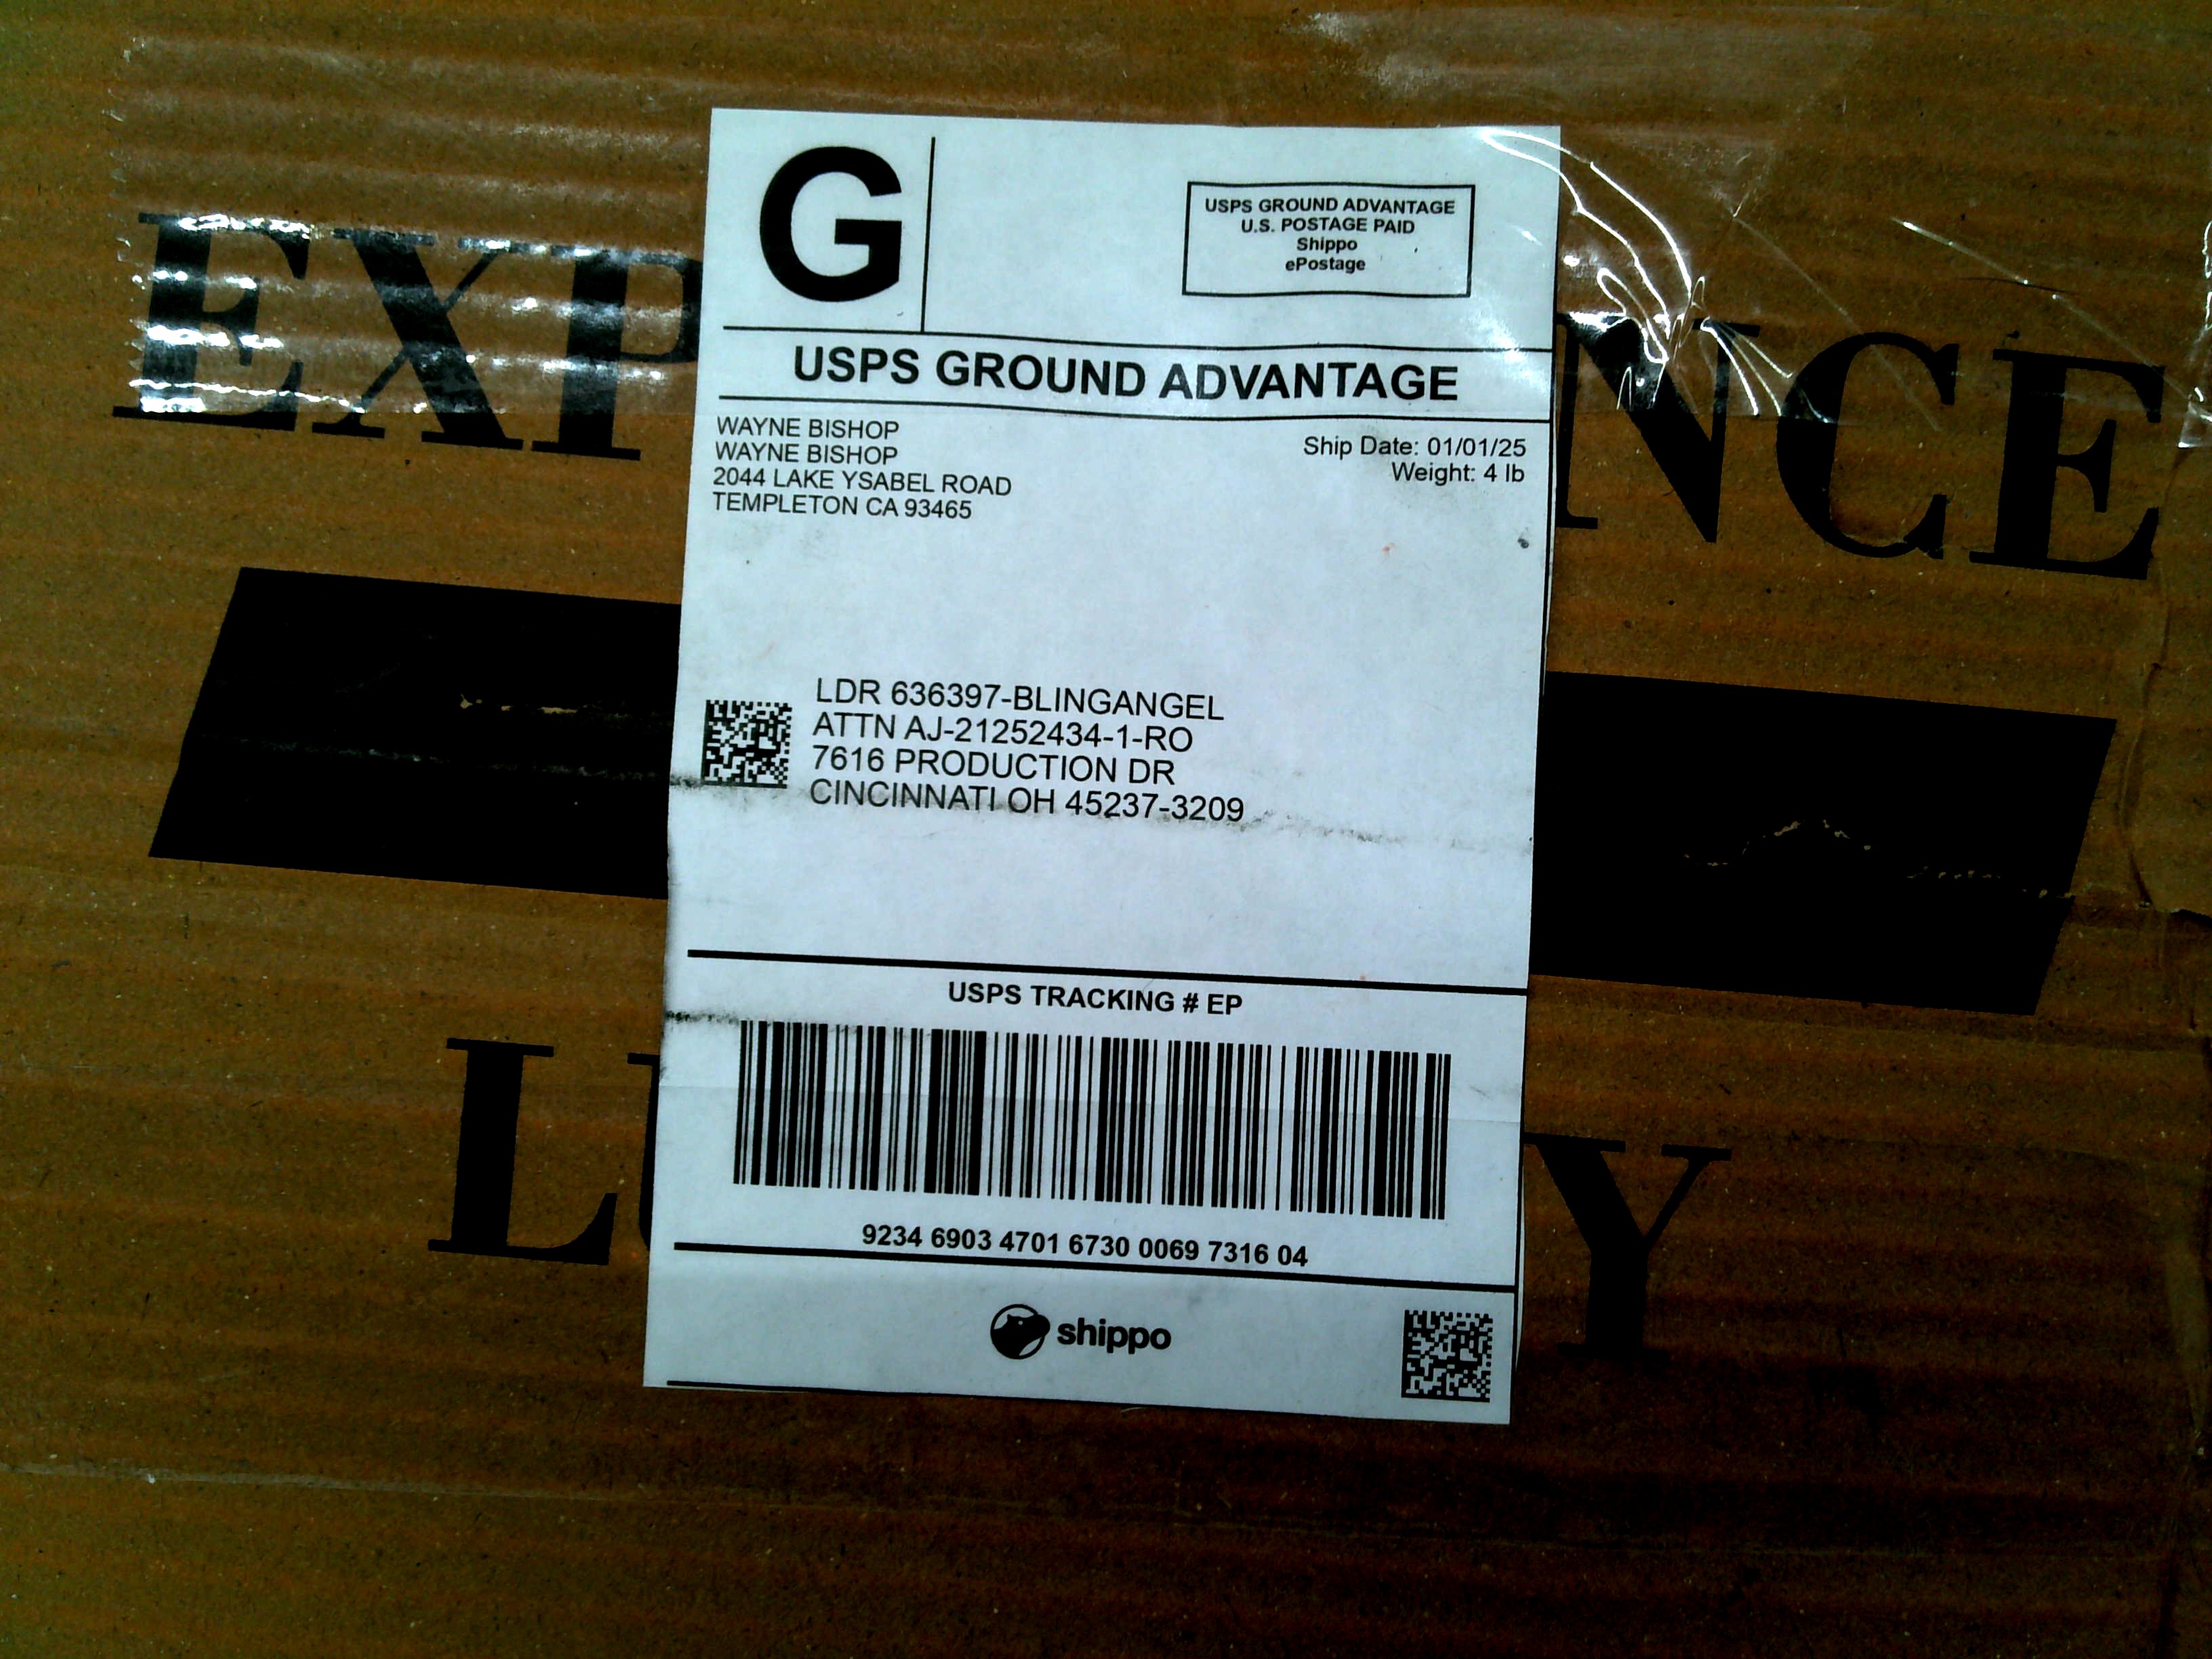 G
USPS GROUND ADVANTAGE
U.S. POSTAGE PAID
Shippo
ePostage
USPS GROUND ADVANTAGE
WAYNE BISHOP
WAYNE BISHOP
2044 LAKE YSABEL ROAD
TEMPLETON CA 93465
Ship Date: 01/01/25
Weight: 4 lb
LDR 636397-BLINGANGEL
ATTN AJ-21252434-1-RO
7616 PRODUCTION DR
CINCINNATI OH 45237-3209
USPS TRACKING # EP
9234 6903 4701 6730 0069 7316 04
shippo